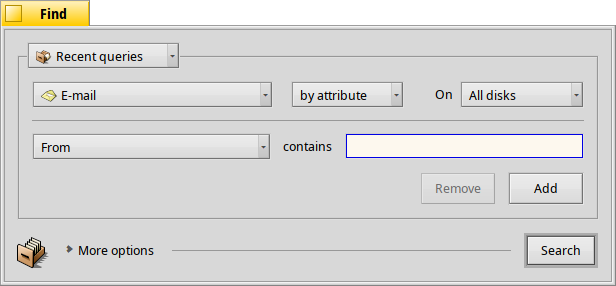 Find
Recent queries
E-mail by attribute On All disks
From contains
Remove Add
More options Search